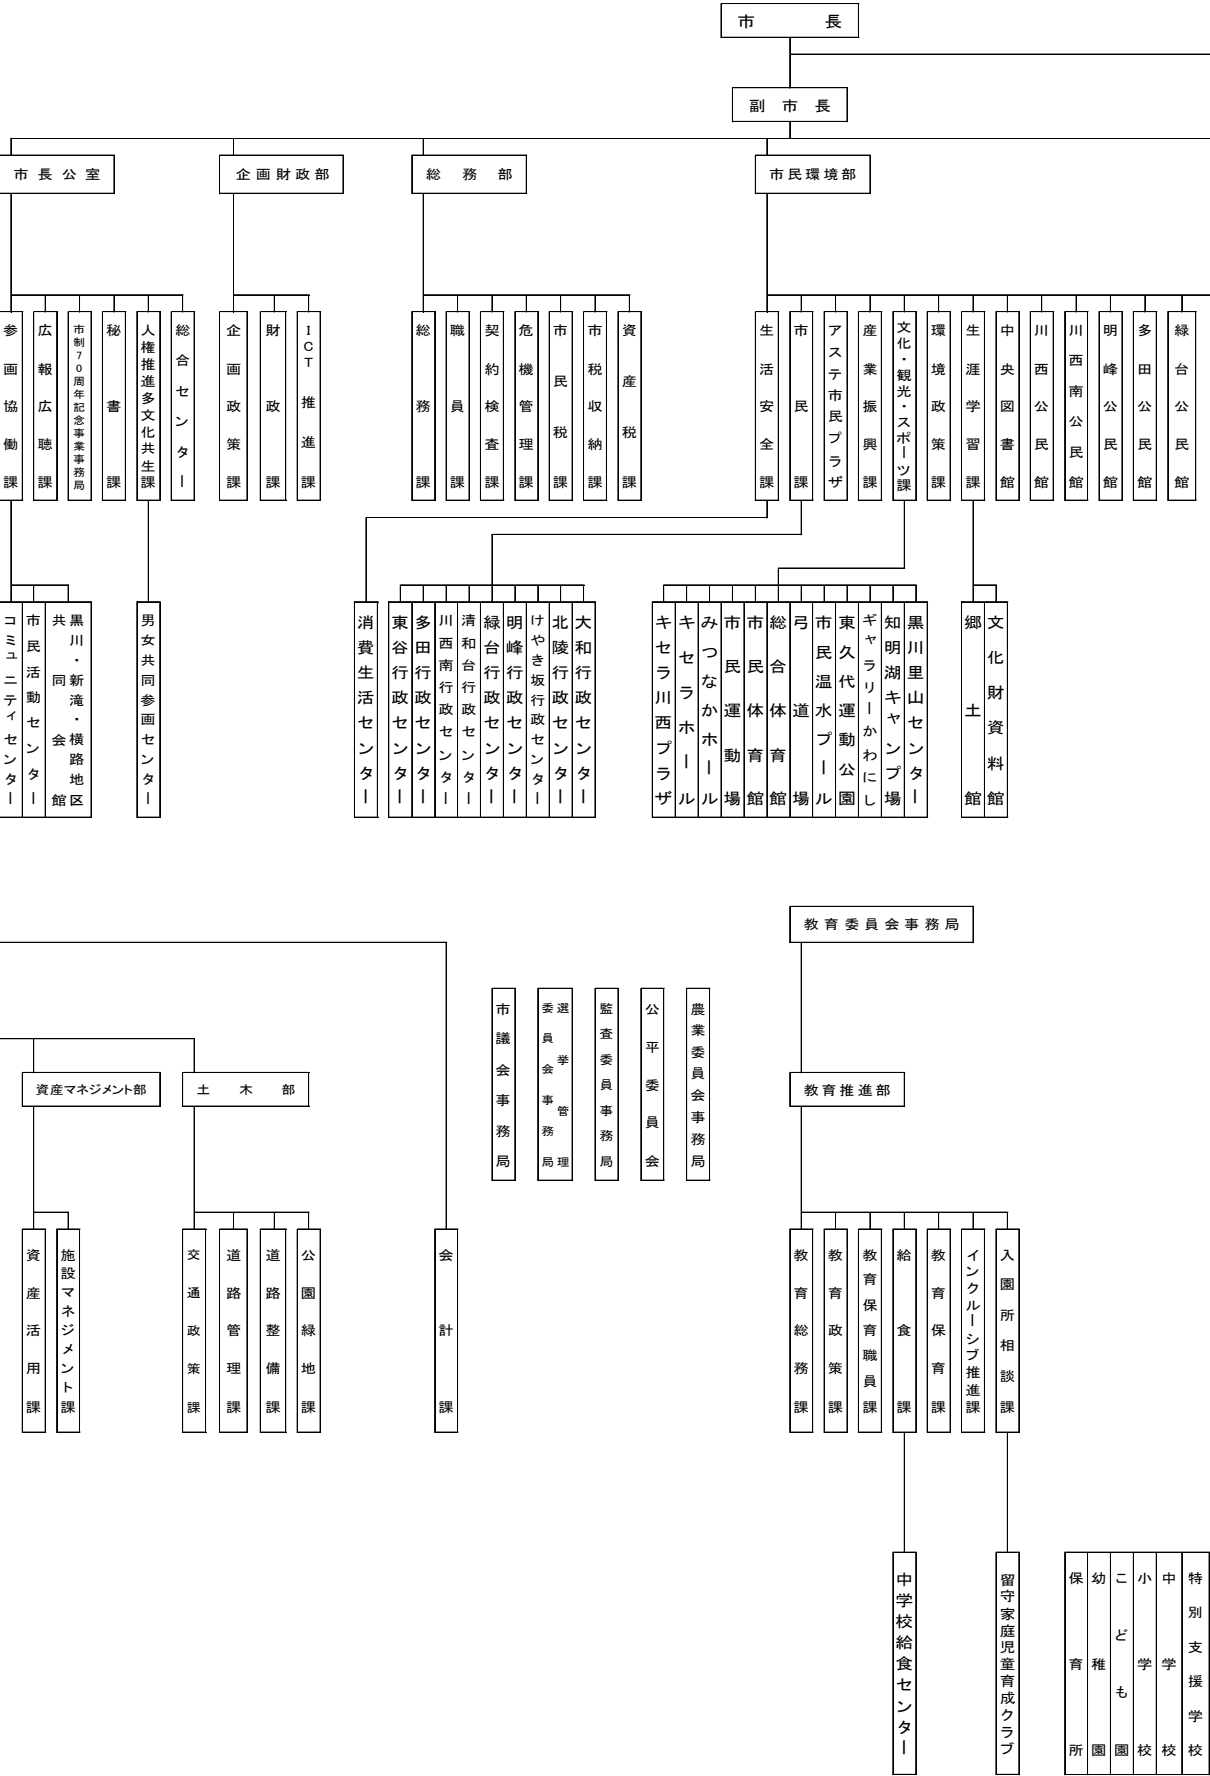 市長
副市長
市長公室
企画財政部
総務部
市民環境部
参画協働課
広報広聴課
市制70周年記念事業事務局
秘書課
人権推進多文化共生課
総合センター
企画政策課
財政課
ICT推進課
総務課
職員課
契約検査課
危機管理課
市民税課
市税収納課
資産税課
生活安全課
市民課
アステ市民プラザ
産業振興課
文化・観光・スポーツ課
環境政策課
生涯学習課
中央図書館
川西公民館
川西南公民館
明峰公民館
多田公民館
緑台公民館
コミュニティセンター
市民活動センター
黒川・新滝・横路地区
共同会館
男女共同参画センター
消費生活センター
東谷行政センター
多田行政センター
川西南行政センター
清和台行政センター
緑台行政センター
明峰行政センター
けやき坂行政センター
北陵行政センター
大和行政センター
キセラ川西プラザ
キセラホール
みつなかホール
市民運動場
市民体育館
総合体育館
弓道場
市民温水プール
東久代運動公園
ギャラリーかわにし
知明湖キャンプ場
黒川里山センター
郷土館
文化財資料館
教育委員会事務局
市議会事務局
選挙管理
委員会事務局
監査委員事務局
公平委員会
農業委員会事務局
資産マネジメント部
土木部
教育推進部
資産活用課
施設マネジメント課
交通政策課
道路管理課
道路整備課
公園緑地課
会計課
教育総務課
教育政策課
教育保育職員課
給食課
教育保育課
インクルーシブ推進課
入園所相談課
中学校給食センター
留守家庭児童育成クラブ
保育所
幼稚園
こども園
小学校
中学校
特別支援学校